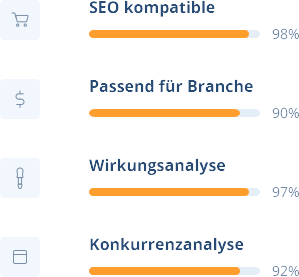 SEO kompatible
98%
Passend für Branche
90%
Wirkungsanalyse
97%
Konkurrenzanalyse
92%